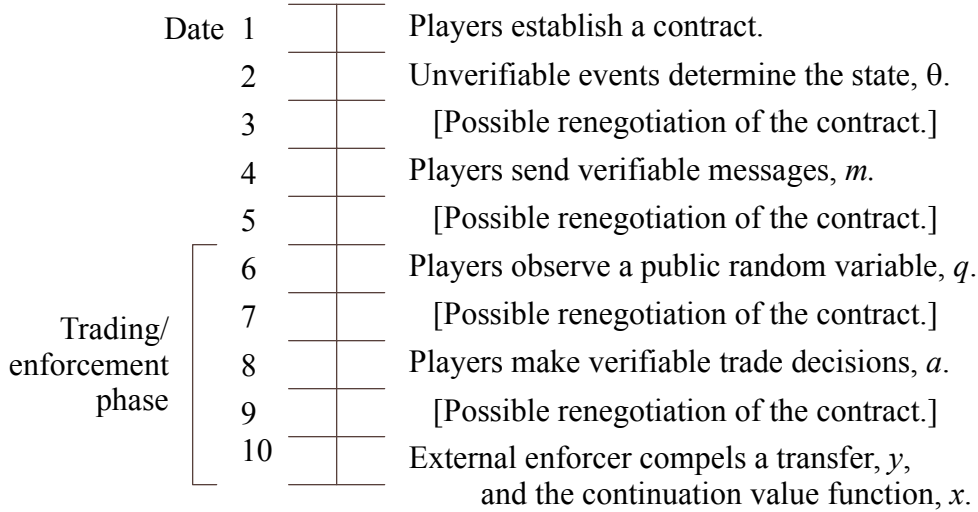 Date 1 Players establish a contract.
2 Unverifiable events determine the state, θ.
3 [Possible renegotiation of the contract.]
4 Players send verifiable messages, m.
5 [Possible renegotiation of the contract.]
6 Players observe a public random variable, q.
7 [Possible renegotiation of the contract.]
8 Players make verifiable trade decisions, a.
9 [Possible renegotiation of the contract.]
10 External enforcer compels a transfer, y,
and the continuation value function, x.
Trading/
enforcement
phase